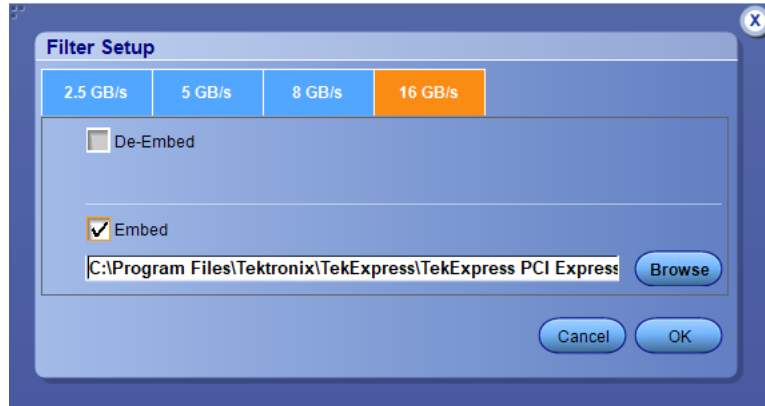 X
Filter Setup
2.5 GB/s 5 GB/s 8 GB/s 16 GB/s
De-Embed
Embed
C:\Program Files\Tektronix\TekExpress\TekExpress PCI Express
Browse
Cancel OK